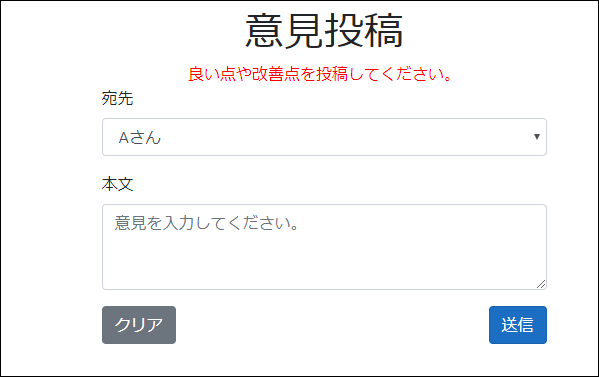 意見投稿
良い点や改善点を投稿してください。
宛先
Aさん
本文
意見を入力してください。
クリア
送信